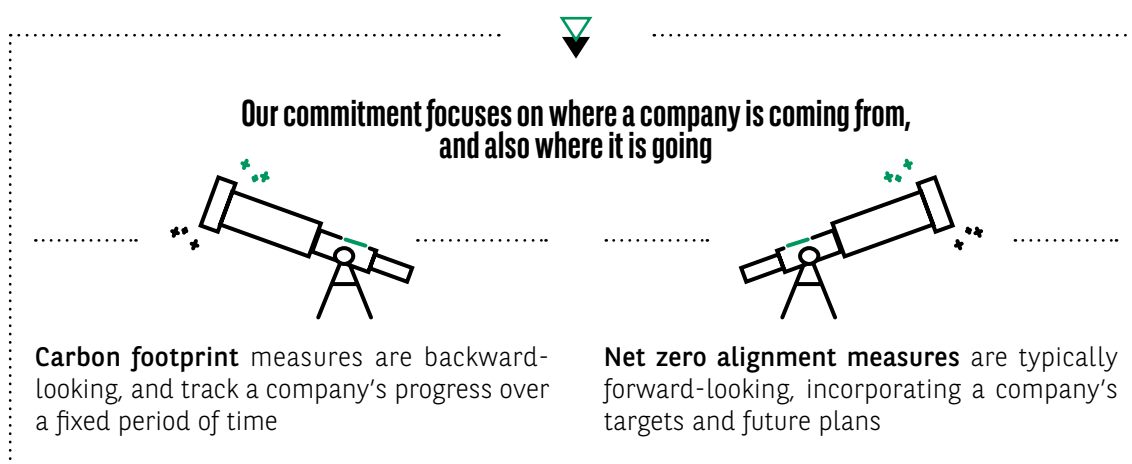 Our commitment focuses on where a company is coming from,
and also where it is going
Carbon footprint measures are backward-
looking, and track a company's progress over
a fixed period of time
Net zero alignment measures are typically
forward-looking, incorporating a company's
targets and future plans